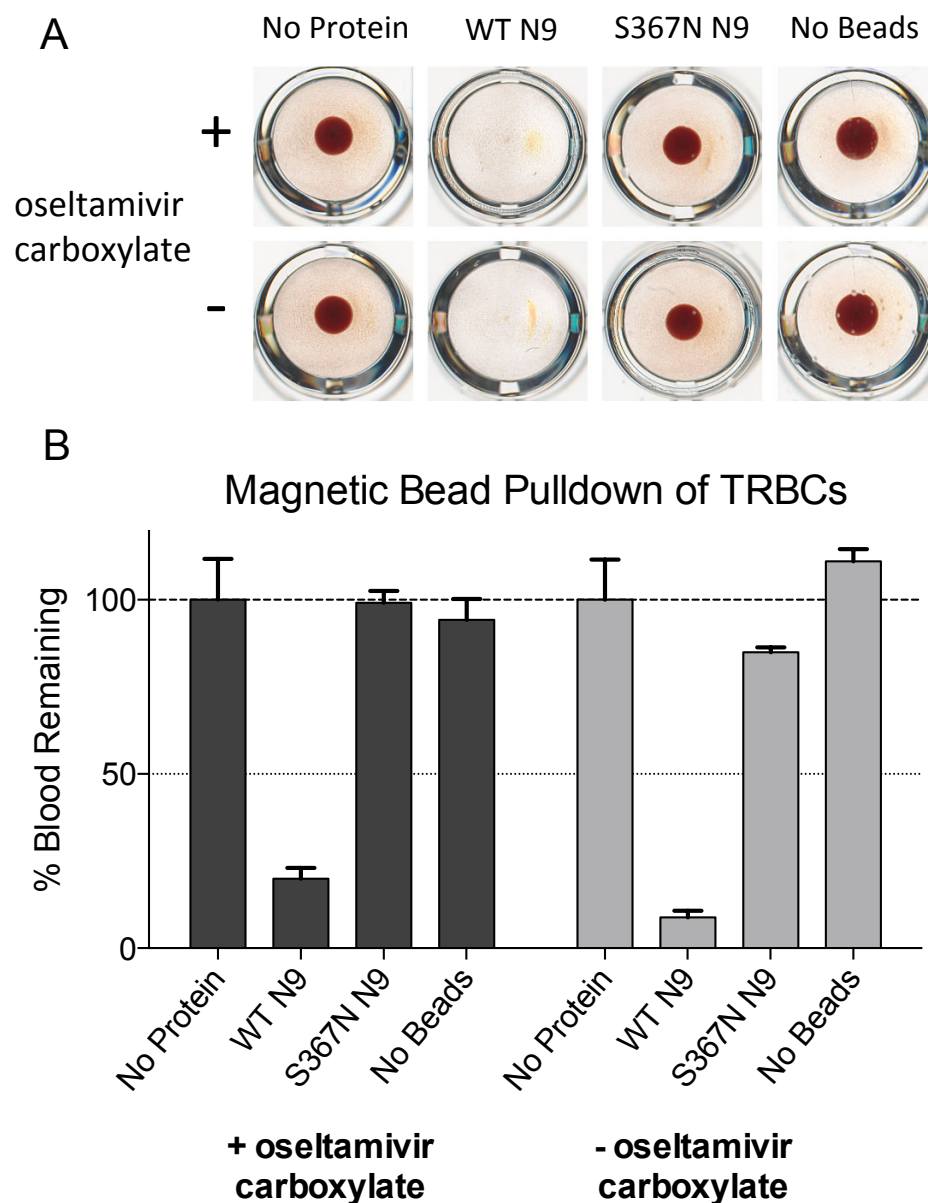 A
No Protein WT N9 S367N N9 No Beads
+
oseltamivir
carboxylate
-
B
Magnetic Bead Pulldown of TRBCs
% Blood Remaining
100
50
0
No Protein
WT N9
S367N N9
No Beads
No Protein
WT N9
S367N N9
No Beads
+ oseltamivir
carboxylate
- oseltamivir
carboxylate